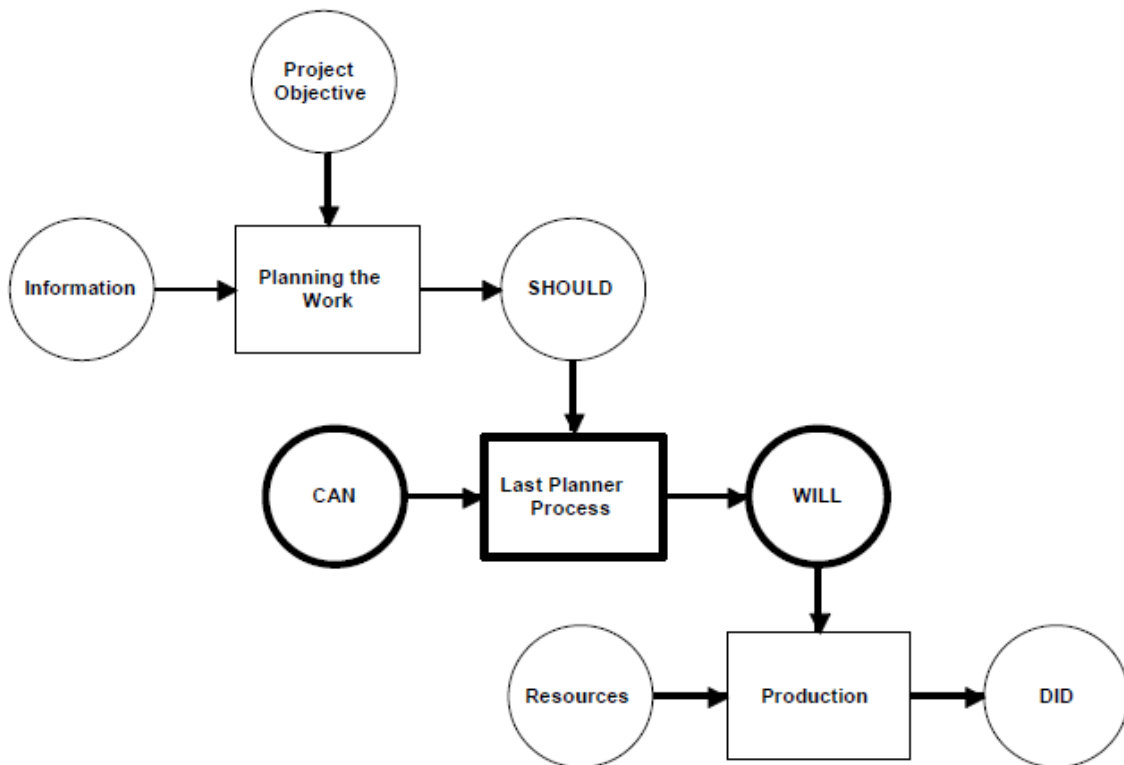 Project
Objective
Information
Planning the
Work
SHOULD
CAN
Last Planner
Process
WILL
Resources
Production
DID